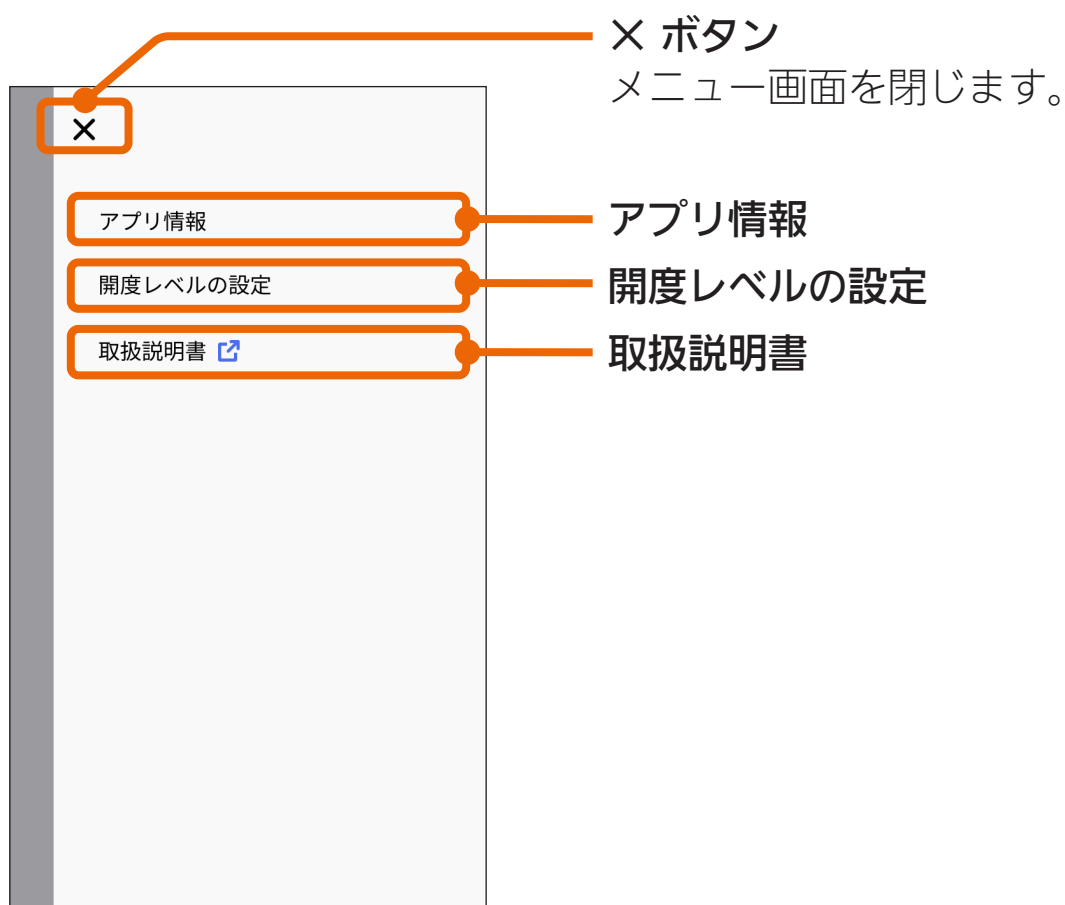 ✕ ボタン
メニュー画面を閉じます。
✕
アプリ情報
アプリ情報
開度レベルの設定
開度レベルの設定
取扱説明書
取扱説明書